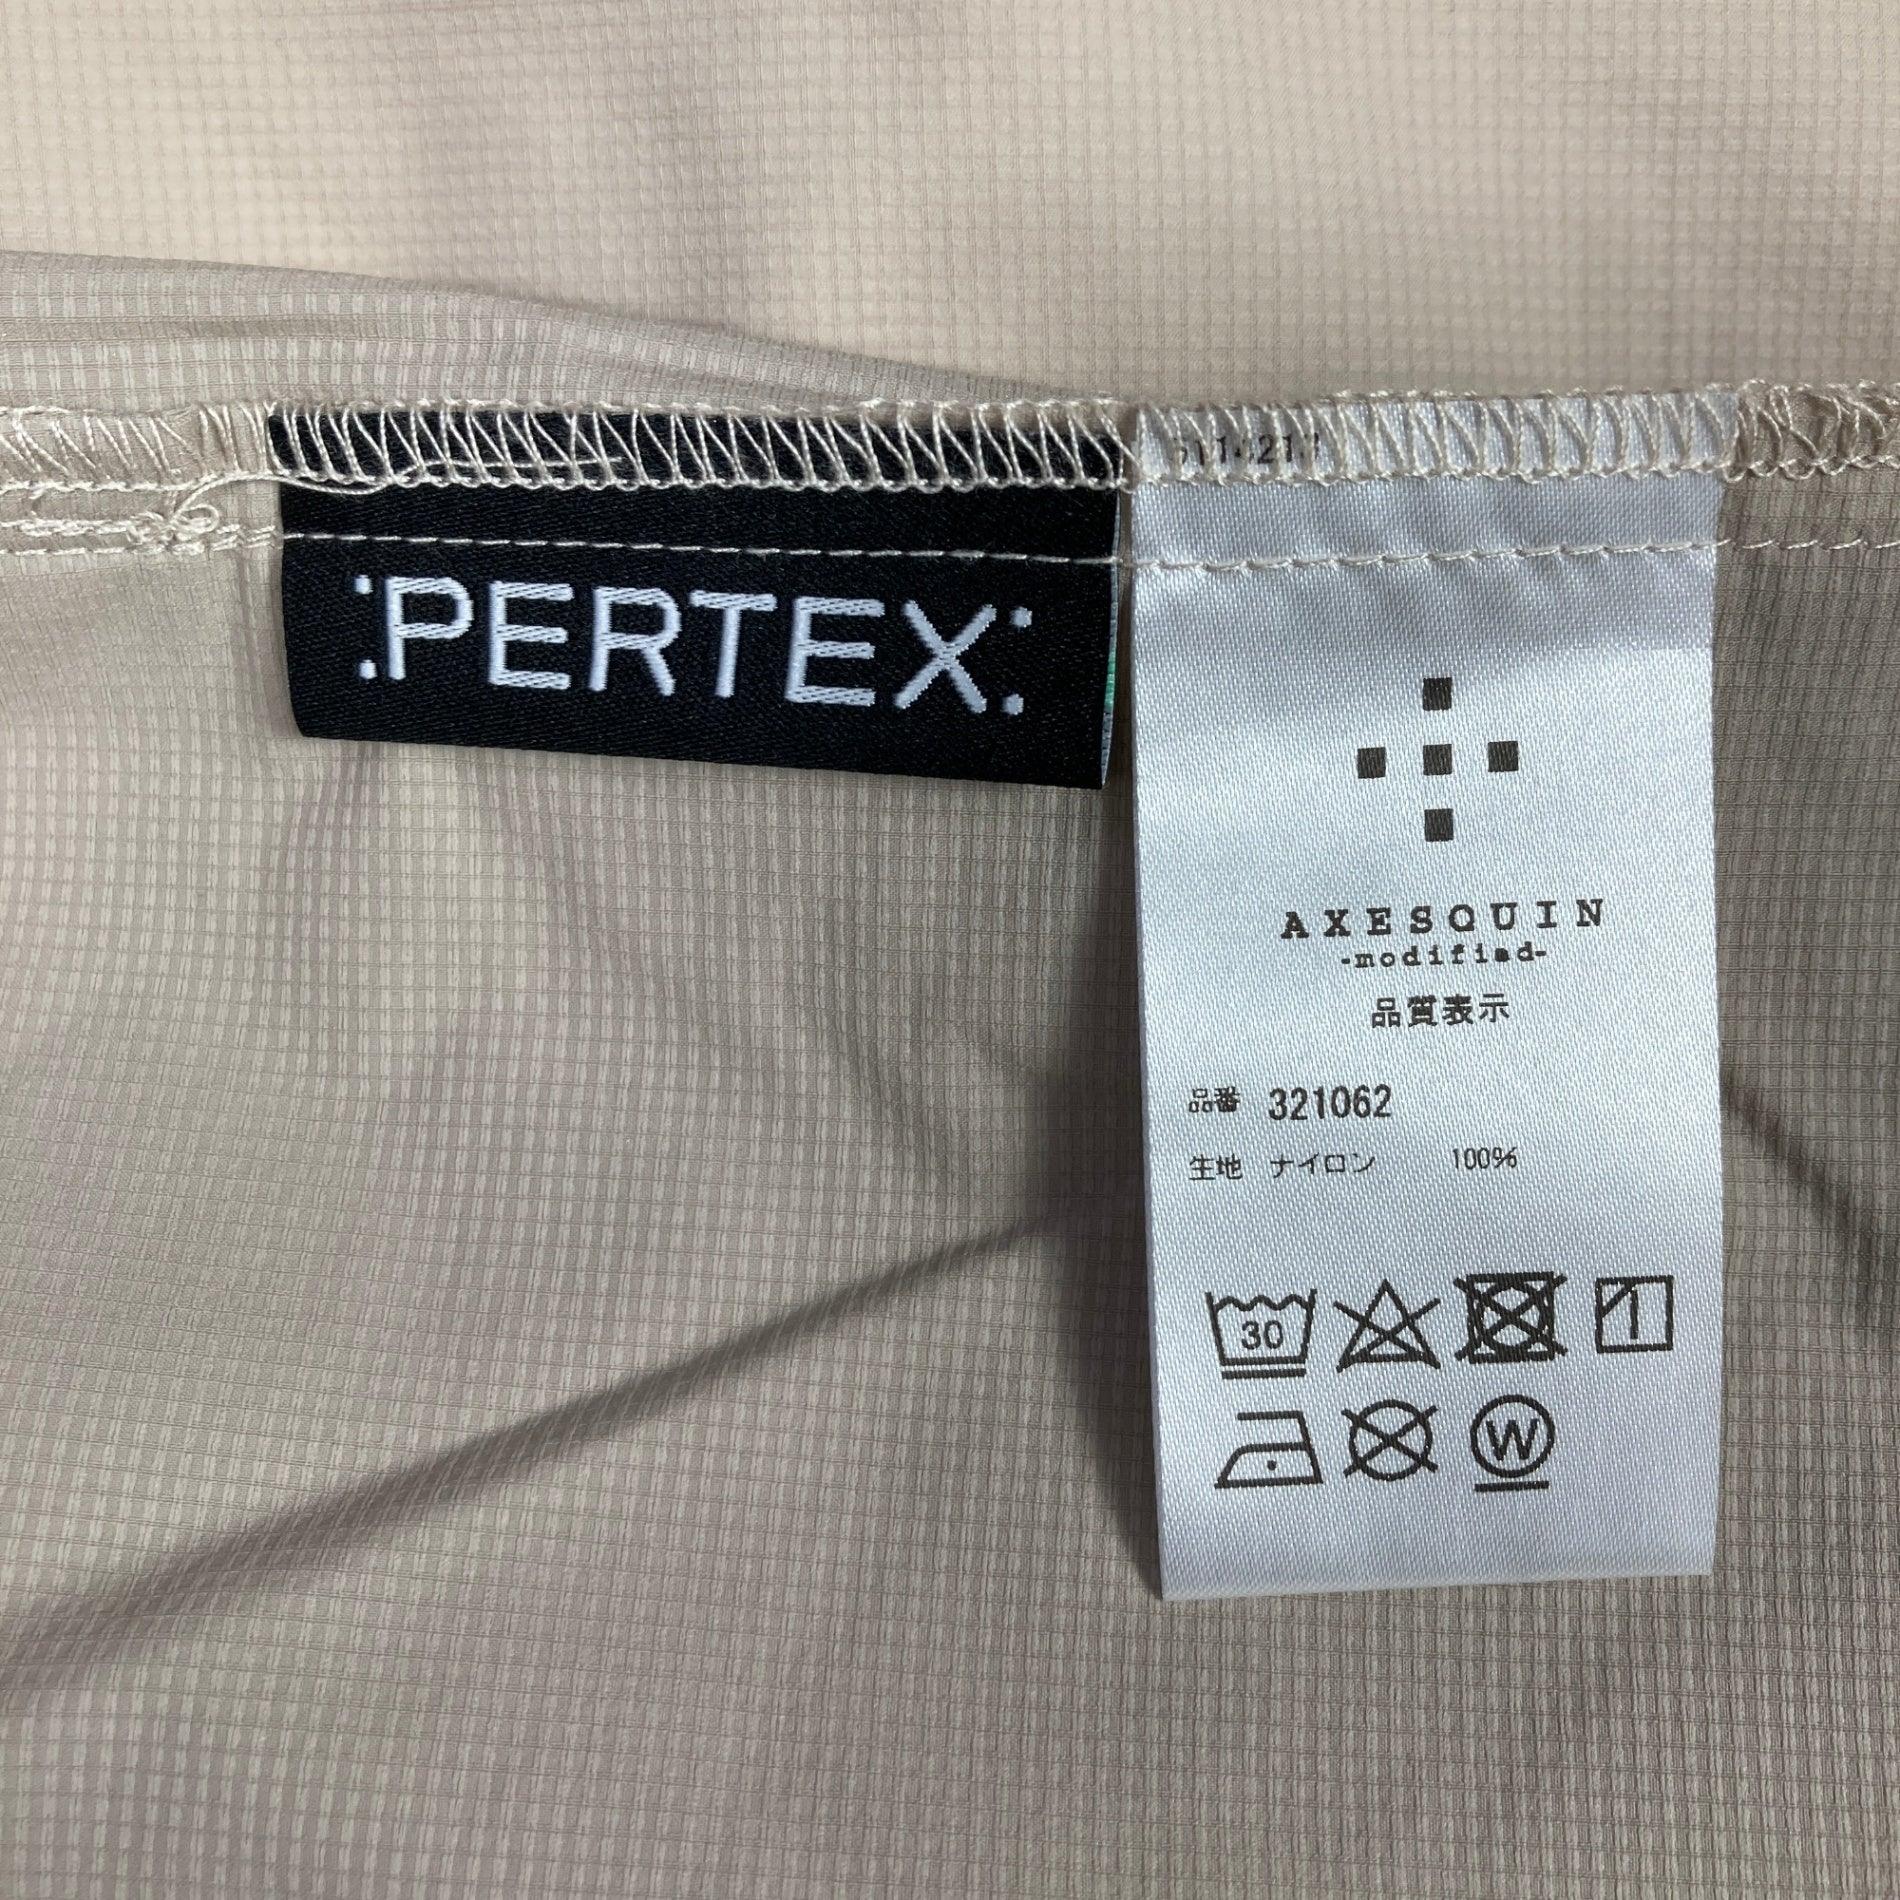 PERTEX
AXESQUIN
-modified-
品質表示
品番 321062
生地 ナイロン 100%
30
W